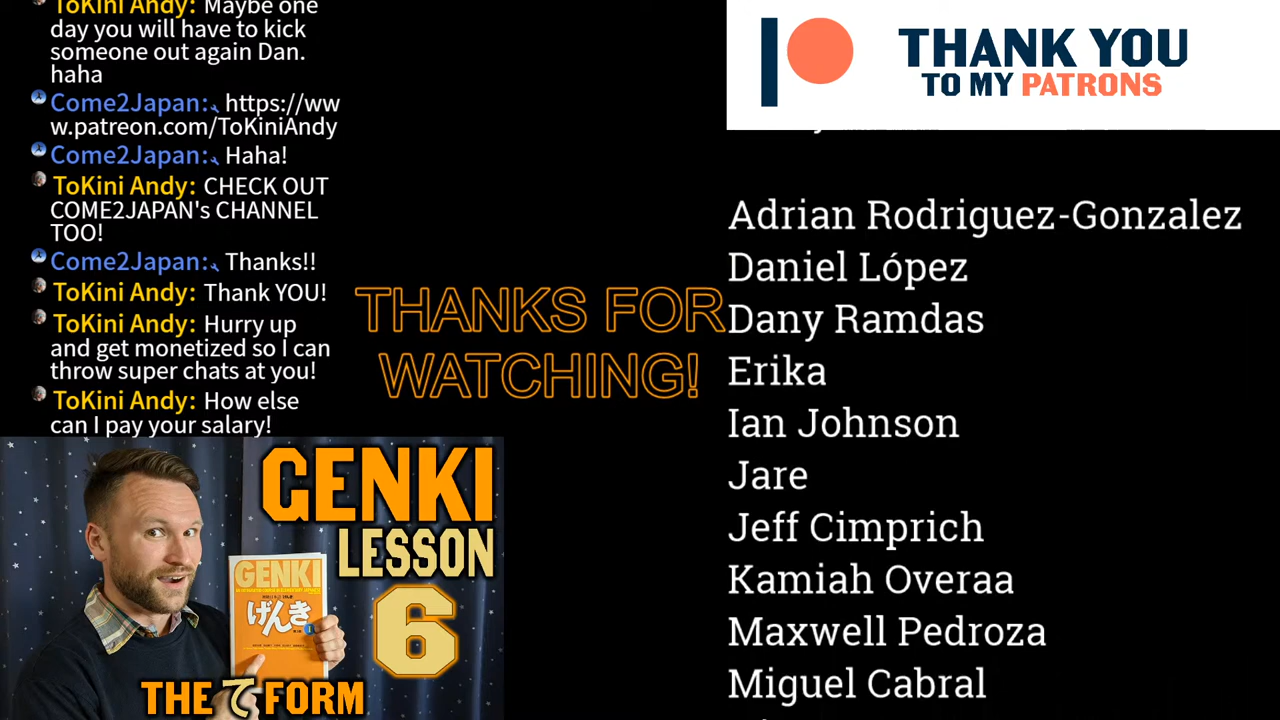 ToKini Andy: Maybe one
day you will have to kick
someone out again Dan.
haha
Come2Japan: https://ww
w.patreon.com/ToKiniAndy
Come2Japan: Haha!
ToKini Andy: CHECK OUT
COME2JAPAN's CHANNEL
TOO!
Come2Japan: Thanks!!
ToKini Andy: Thank YOU!
ToKini Andy: Hurry up
and get monetized so I can
throw super chats at you!
ToKini Andy: How else
can I pay your salary!
THANKS FOR
WATCHING!
GENKI
LESSON
6
GENKI
げんき
THE て FORM
THANK YOU
TO MY PATRONS
Adrian Rodriguez-Gonzalez
Daniel López
Dany Ramdas
Erika
Ian Johnson
Jare
Jeff Cimprich
Kamiah Overaa
Maxwell Pedroza
Miguel Cabral